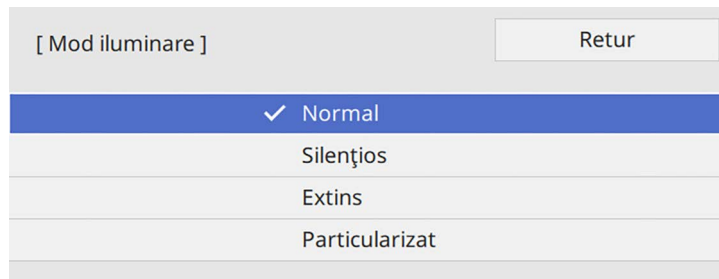 [ Mod iluminare ]
Retur
Normal
Silenţios
Extins
Particularizat